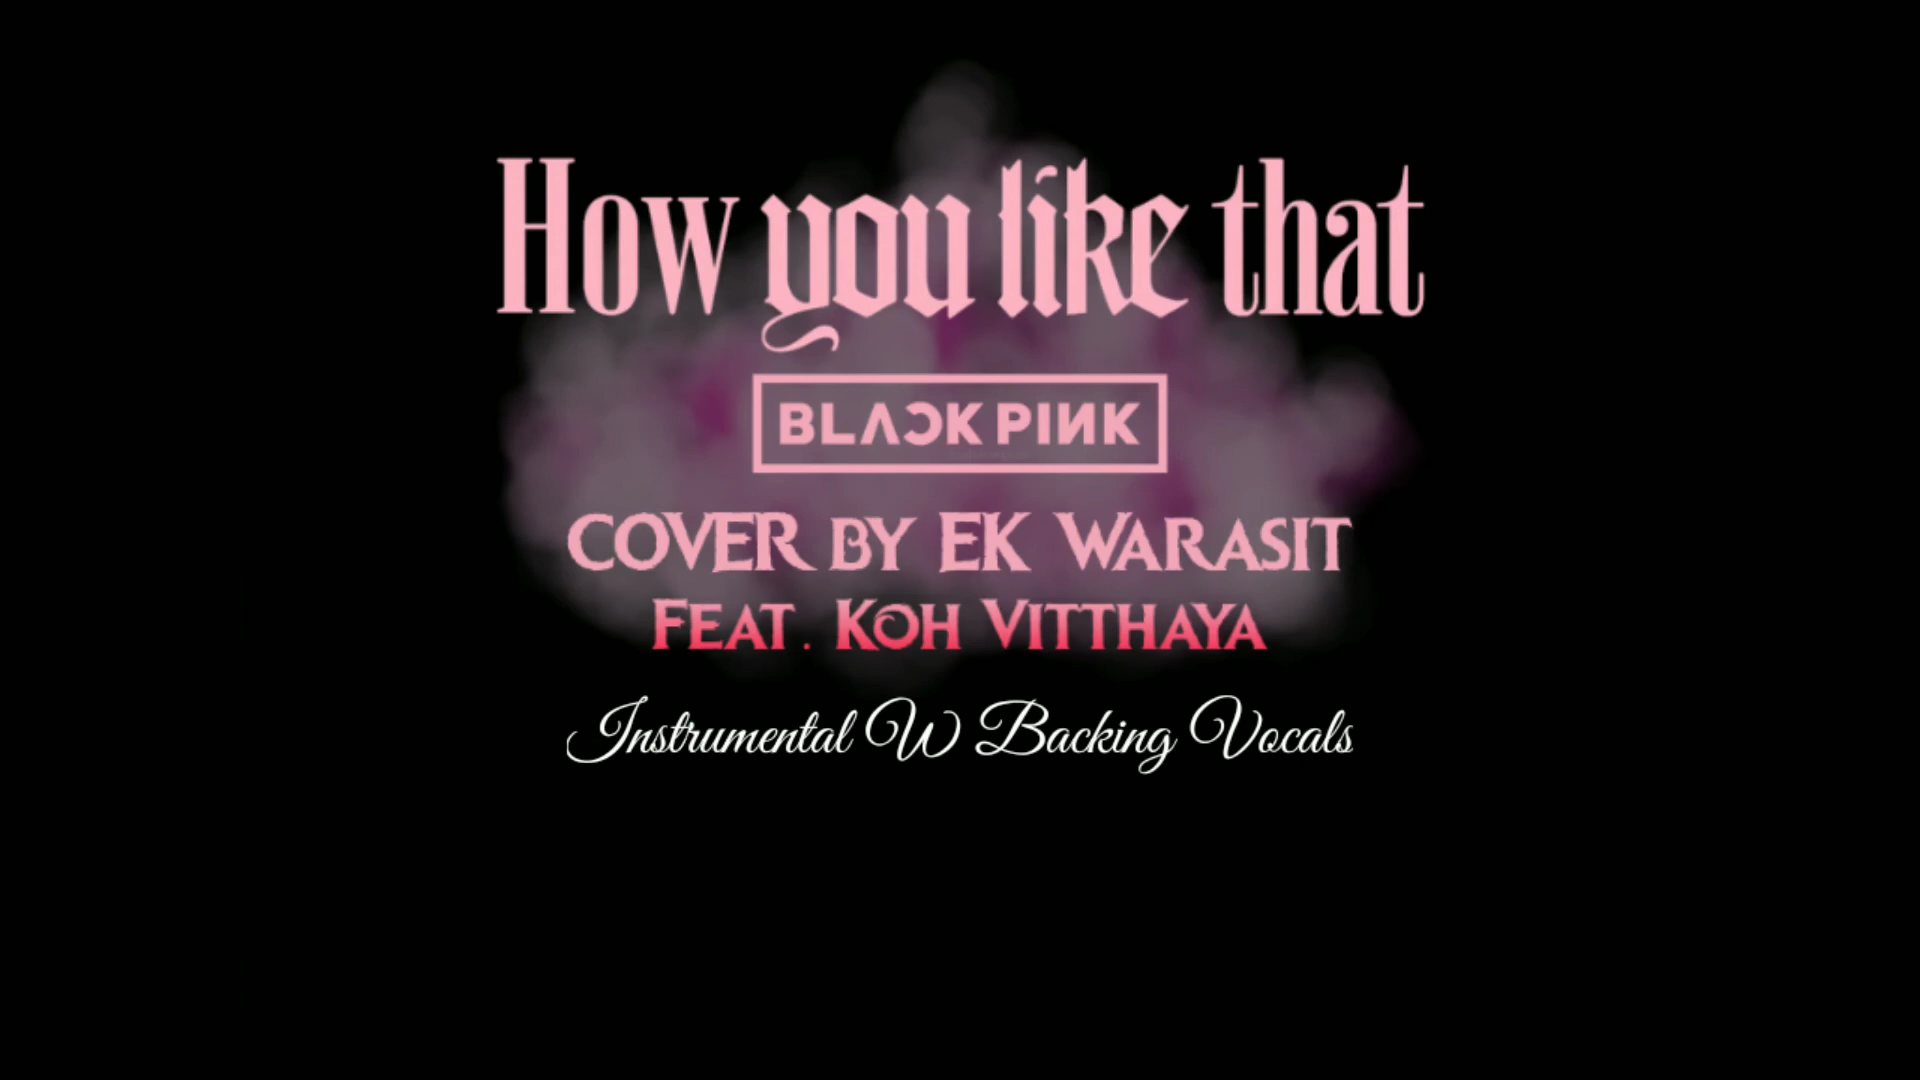 How you like that
BLACKPINK
COVER BY EK WARASIT
FEAT. KOH VITTHAYA
Instrumental W Backing Vocals